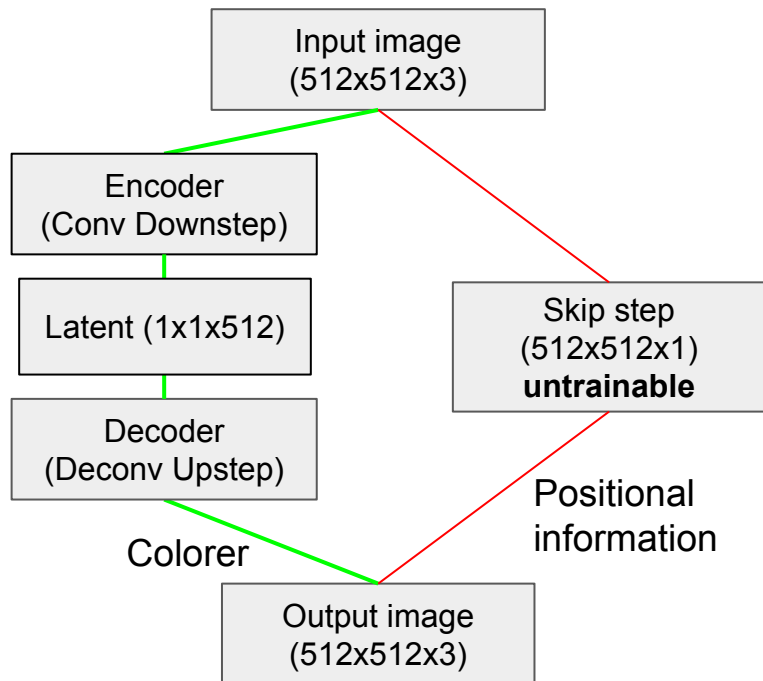 Input image
(512x512x3)
Encoder
(Conv Downstep)
Latent (1x1x512)
Skip step
(512x512x1)
untrainable
Decoder
(Deconv Upstep)
Positional
information
Colorer
Output image
(512x512x3)